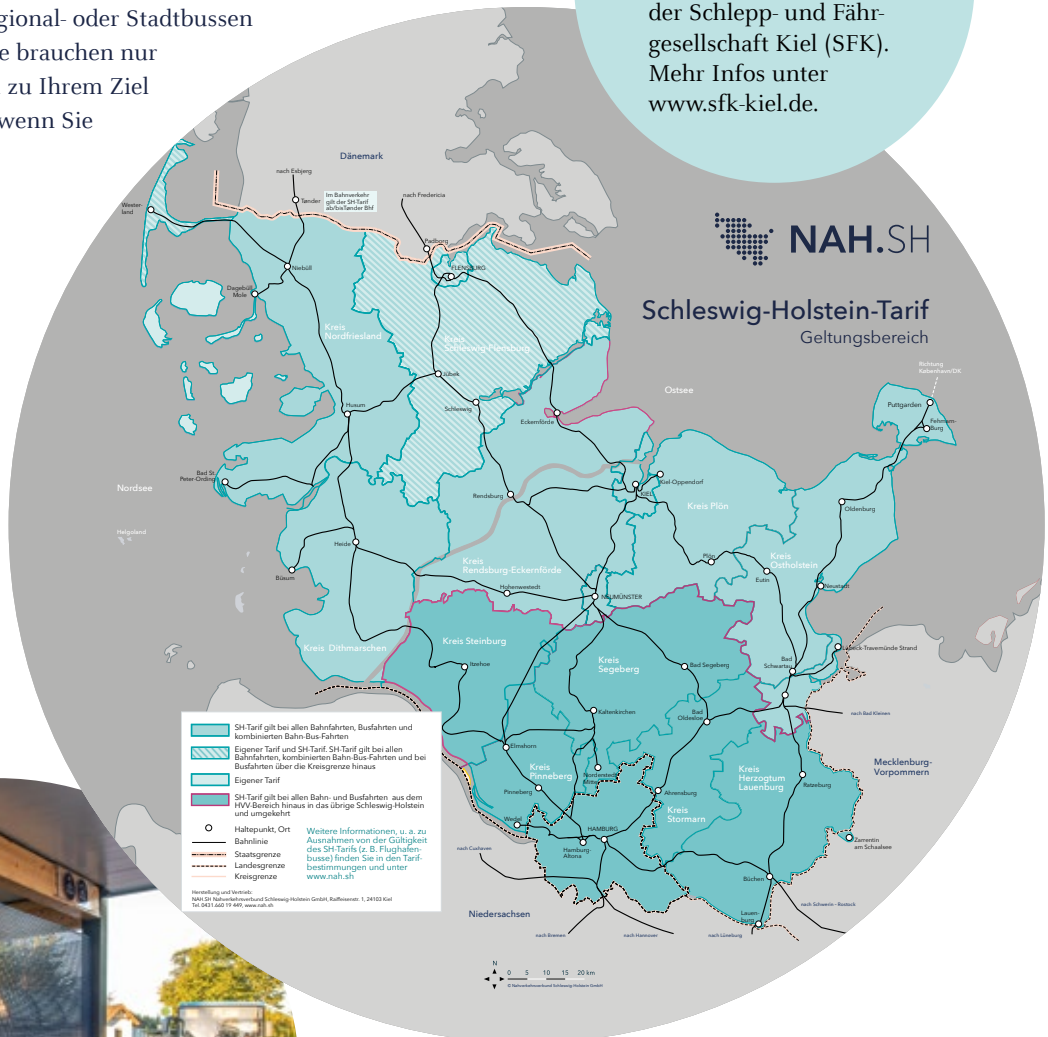 gional- oder Stadtbussen
e brauchen nur
zu Ihrem Ziel
wenn Sie
der Schlepp- und Fähr-
gesellschaft Kiel (SFK).
Mehr Infos unter
www.sfk-kiel.de.
NAH.SH
Schleswig-Holstein-Tarif
Geltungsbereich
Dänemark
nach Esbjerg
Tønder
Im Bahnverkehr
gilt der SH-Tarif
ab/bisTønder Bhf
nach Fredericia
Padborg
Wester-
land
FLENSBURG
Niebüll
Dagebüll
Mole
Kreis
Nordfriesland
Kreis
Schleswig-Flensburg
Jübek
Schleswig
Husum
Eckernförde
Ostsee
Richtung
København/DK
Puttgarden
Fehmarn-
Burg
Bad St.
Peter-Ording
Nordsee
Helgoland
Rendsburg
Kiel-Oppendorf
KIEL
Kreis Plön
Oldenburg
Heide
Büsum
Kreis
Rendsburg-Eckernförde
Hohenwestedt
NEUMÜNSTER
Plön
Kreis
Ostholstein
Eutin
Neustadt
Kreis Dithmarschen
Kreis Steinburg
Itzehoe
Kreis
Segeberg
Bad Segeberg
Bad
Schwartau
Lübeck-Travemünde Strand
Kaltenkirchen
Bad
Oldesloe
nach Bad Kleinen
Elmshorn
Kreis
Pinneberg
Norderstedt
Mitte
Pinneberg
Ahrensburg
Kreis
Stormarn
Kreis
Herzogtum
Lauenburg
Ratzeburg
Mecklenburg-
Vorpommern
Wedel
HAMBURG
Hamburg-
Altona
Zarrentin
am Schaalsee
nach Cuxhaven
Büchen
Lauen-
burg
nach Schwerin - Rostock
Niedersachsen
nach Bremen
nach Hannover
nach Lüneburg
SH-Tarif gilt bei allen Bahnfahrten, Busfahrten und
kombinierten Bahn-Bus-Fahrten
Eigener Tarif und SH-Tarif. SH-Tarif gilt bei allen
Bahnfahrten, kombinierten Bahn-Bus-Fahrten und bei
Busfahrten über die Kreisgrenze hinaus
Eigener Tarif
SH-Tarif gilt bei allen Bahn- und Busfahrten aus dem
HVV-Bereich hinaus in das übrige Schleswig-Holstein
und umgekehrt
Haltepunkt, Ort
Bahnlinie
Staatsgrenze
Landesgrenze
Kreisgrenze
Weitere Informationen, u. a. zu
Ausnahmen von der Gültigkeit
des SH-Tarifs (z. B. Flughafen-
busse) finden Sie in den Tarif-
bestimmungen und unter
www.nah.sh
Herstellung und Vertrieb:
NAH.SH Nahverkehrsverbund Schleswig-Holstein GmbH, Raiffeisenstr. 1, 24103 Kiel
Tel. 0431.660 19 449, www.nah.sh
N
0 5 10 15 20 km
© Nahverkehrsverbund Schleswig-Holstein GmbH